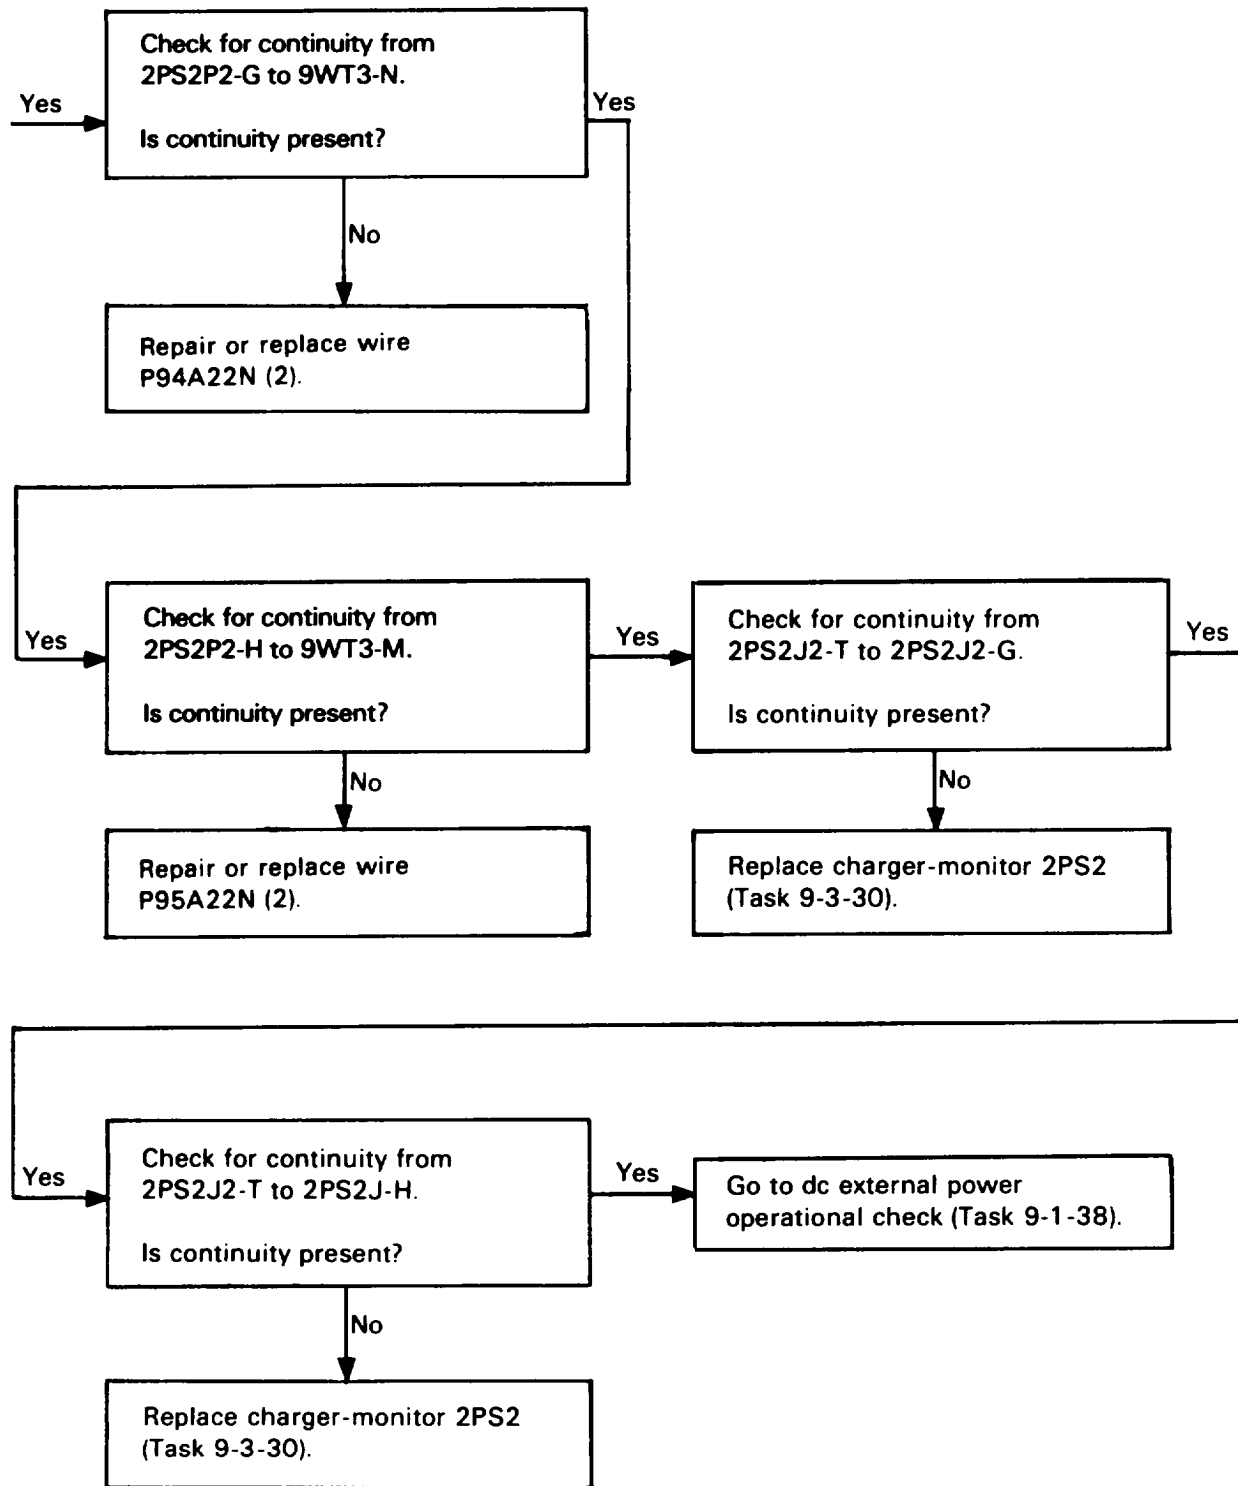 Yes
Check for continuity from
2PS2P2-G to 9WT3-N.
Is continuity present?
Yes
No
Repair or replace wire
P94A22N (2).
Yes
Check for continuity from
2PS2P2-H to 9WT3-M.
Is continuity present?
Yes
No
Repair or replace wire
P95A22N (2).
Check for continuity from
2PS2J2-T to 2PS2J2-G.
Is continuity present?
Yes
No
Replace charger-monitor 2PS2
(Task 9-3-30).
Yes
Check for continuity from
2PS2J2-T to 2PS2J-H.
Is continuity present?
Yes
No
Replace charger-monitor 2PS2
(Task 9-3-30).
Go to dc external power
operational check (Task 9-1-38).